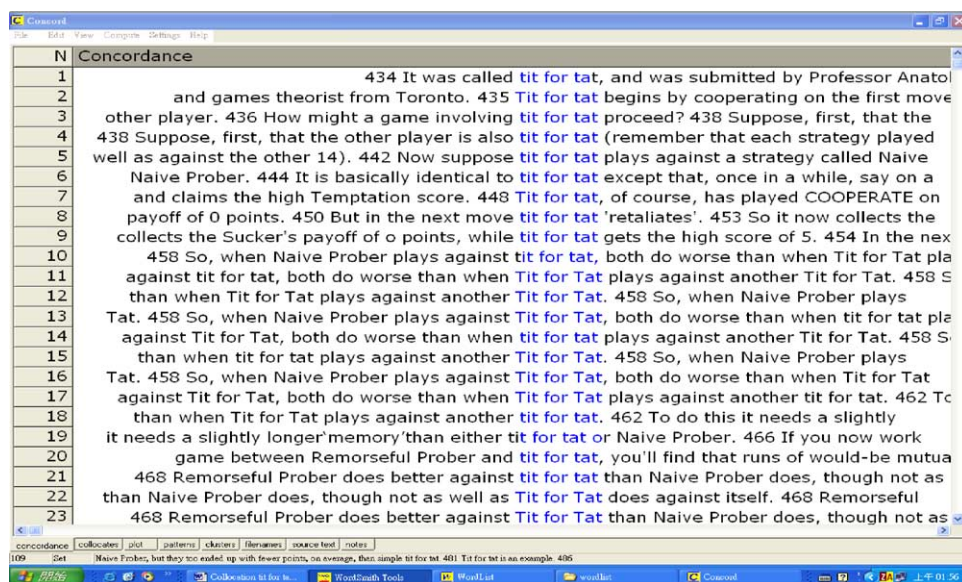 Concord
File Edit View Compute Settings Help
N Concordance
1 434 It was called tit for tat, and was submitted by Professor Anatol
2 and games theorist from Toronto. 435 Tit for tat begins by cooperating on the first move
3 other player. 436 How might a game involving tit for tat proceed? 438 Suppose, first, that the
4 438 Suppose, first, that the other player is also tit for tat (remember that each strategy played
5 well as against the other 14). 442 Now suppose tit for tat plays against a strategy called Naive
6 Naive Prober. 444 It is basically identical to tit for tat except that, once in a while, say on a
7 and claims the high Temptation score. 448 Tit for tat, of course, has played COOPERATE on
8 payoff of 0 points. 450 But in the next move tit for tat 'retaliates'. 453 So it now collects the
9 collects the Sucker's payoff of o points, while tit for tat gets the high score of 5. 454 In the nex
10 458 So, when Naive Prober plays against tit for tat, both do worse than when Tit for Tat pla
11 against tit for tat, both do worse than when Tit for Tat plays against another Tit for Tat. 458 S
12 than when Tit for Tat plays against another Tit for Tat. 458 So, when Naive Prober plays
13 Tat. 458 So, when Naive Prober plays against Tit for Tat, both do worse than when tit for tat pla
14 against Tit for Tat, both do worse than when tit for tat plays against another Tit for Tat. 458 S
15 than when tit for tat plays against another Tit for Tat. 458 So, when Naive Prober plays
16 Tat. 458 So, when Naive Prober plays against Tit for Tat, both do worse than when Tit for Tat
17 against Tit for Tat, both do worse than when Tit for Tat plays against another tit for tat. 462 To
18 than when Tit for Tat plays against another tit for tat. 462 To do this it needs a slightly
19 it needs a slightly longer`memory'than either tit for tat or Naive Prober. 466 If you now work
20 game between Remorseful Prober and tit for tat, you'll find that runs of would-be mutua
21 468 Remorseful Prober does better against tit for tat than Naive Prober does, though not as
22 than Naive Prober does, though not as well as Tit for Tat does against itself. 468 Remorseful
23 468 Remorseful Prober does better against Tit for Tat than Naive Prober does, though not as
concordance collocates plot patterns clusters filenames source text notes
109 Set Naive Prober, but they too ended up with fewer points, on average, than simple tit for tat. 481 Tit for tat is an example. 486
Collocation tit for ta... WordSmith Tools WordList wordlist Concord 上午 01:56